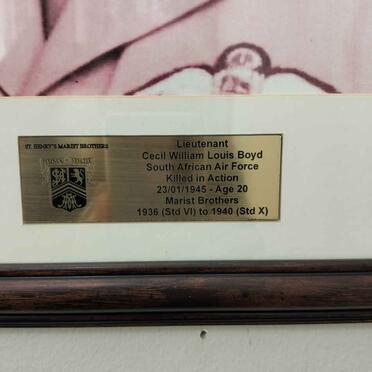 ST. HENRY'S MARIST BROTHERS
Lieutenant
Cecil William Louis Boyd
South African Air Force
Killed in Action
23/01/1945 - Age 20
Marist Brothers
1936 (Std VI) to 1940 (Std X)